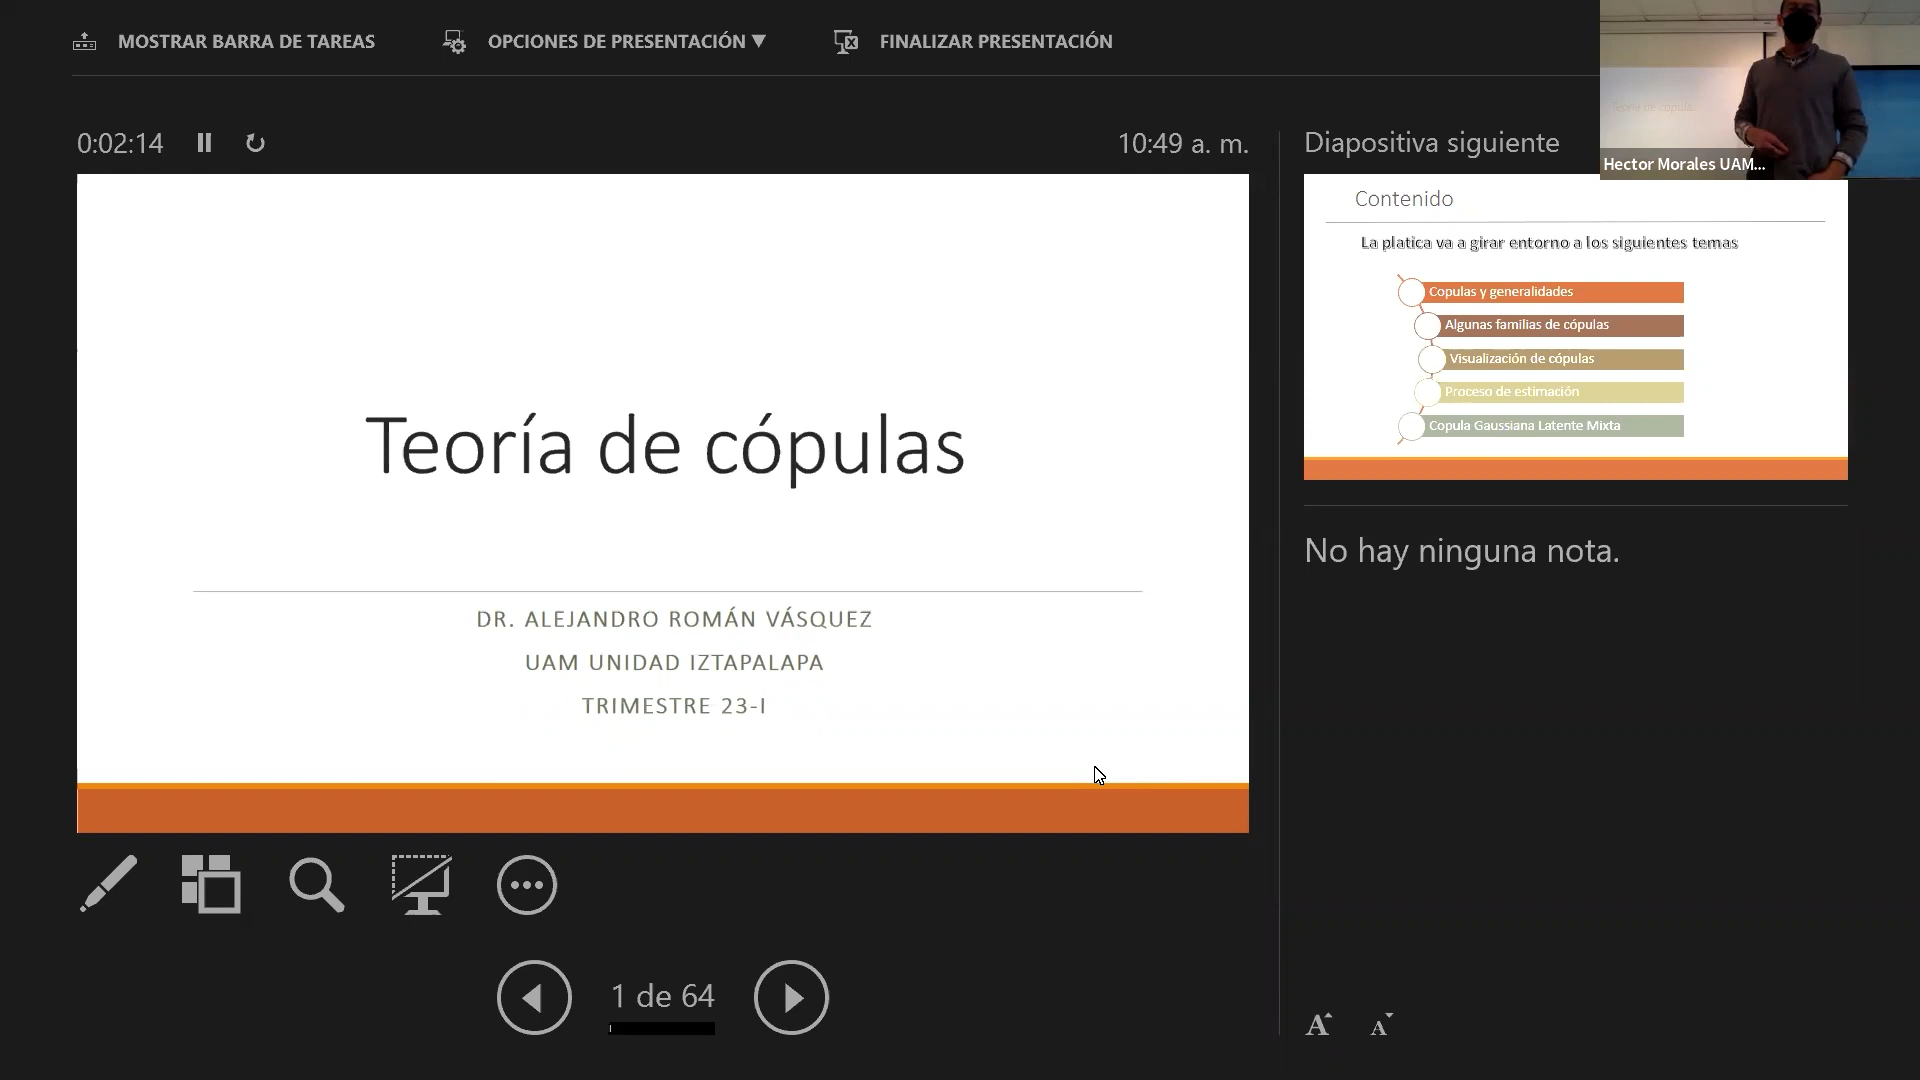 MOSTRAR BARRA DE TAREAS
OPCIONES DE PRESENTACIÓN ▼
FINALIZAR PRESENTACIÓN
0:02:14
10:49 a. m.
Teoría de cópulas
DR. ALEJANDRO ROMÁN VÁSQUEZ
UAM UNIDAD IZTAPALAPA
TRIMESTRE 23-I
1 de 64
Diapositiva siguiente
Teoría de cópulas
Hector Morales UAM...
Contenido
La platica va a girar entorno a los siguientes temas
Copulas y generalidades
Algunas familias de cópulas
Visualización de cópulas
Proceso de estimación
Copula Gaussiana Latente Mixta
No hay ninguna nota.
A A